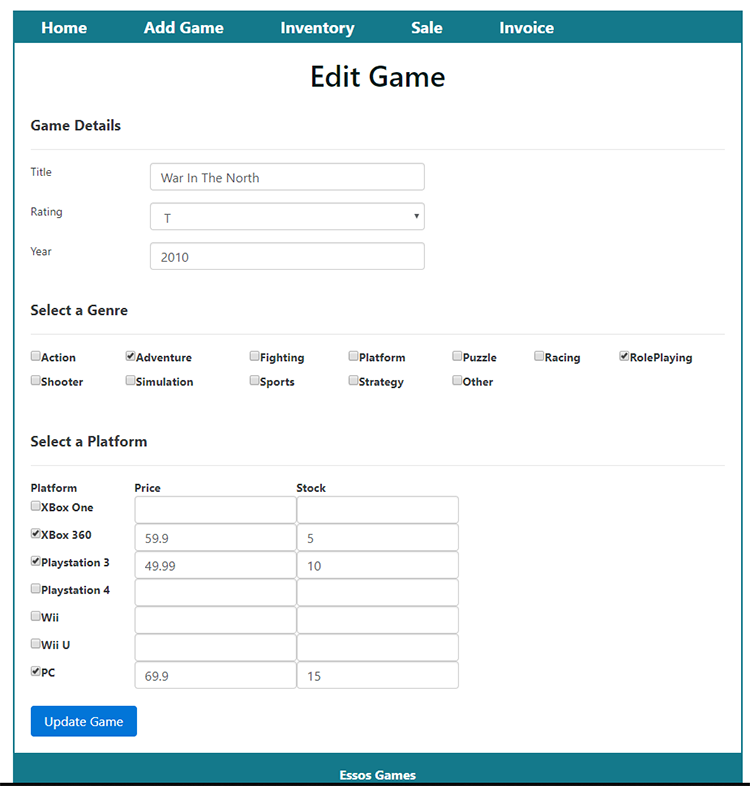 Home Add Game Inventory Sale Invoice
Edit Game
Game Details
Title War In The North
Rating T
Year 2010
Select a Genre
Action Adventure Fighting Platform Puzzle Racing RolePlaying
Shooter Simulation Sports Strategy Other
Select a Platform
Platform Price Stock
XBox One
XBox 360 59.9 5
Playstation 3 49.99 10
Playstation 4
Wii
Wii U
PC 69.9 15
Update Game
Essos Games